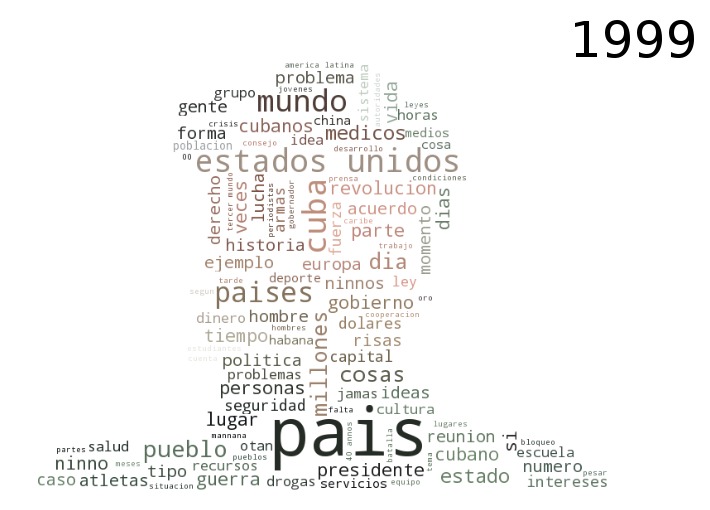 1999
america latina
problema
sistema
autoridades
vida
jovenes
grupo
mundo
gente
leyes
horas
crisis
cubanos
china
forma
medicos
medios
idea
consejo
desarrollo
cosa
poblacion
00
estados unidos
derecho
tercer mundo
veces
lucha
periodistas
armas
gobernador
cuba
prensa
condiciones
revolucion
fuerza
acuerdo
dias
momento
caribe
parte
historia
trabajo
ejemplo
europa
dia
tarde
deporte
ninnos
ley
segun
paises
gobierno
oro
dinero
hombre
cooperacion
hombres
dolares
tiempo
habana
millones
risas
estudiantes
cuenta
politica
capital
problemas
cosas
personas
jamas
ideas
seguridad
falta
cultura
lugar
pais
lugares
mannana
reunion
si
bloqueo
partes
salud
pueblo
otan
40 annos
batalla
cubano
escuela
pueblos
tema
ninno
meses
tipo
recursos
presidente
numero
pesar
caso
atletas
situacion
guerra
drogas
servicios
equipo
estado
intereses